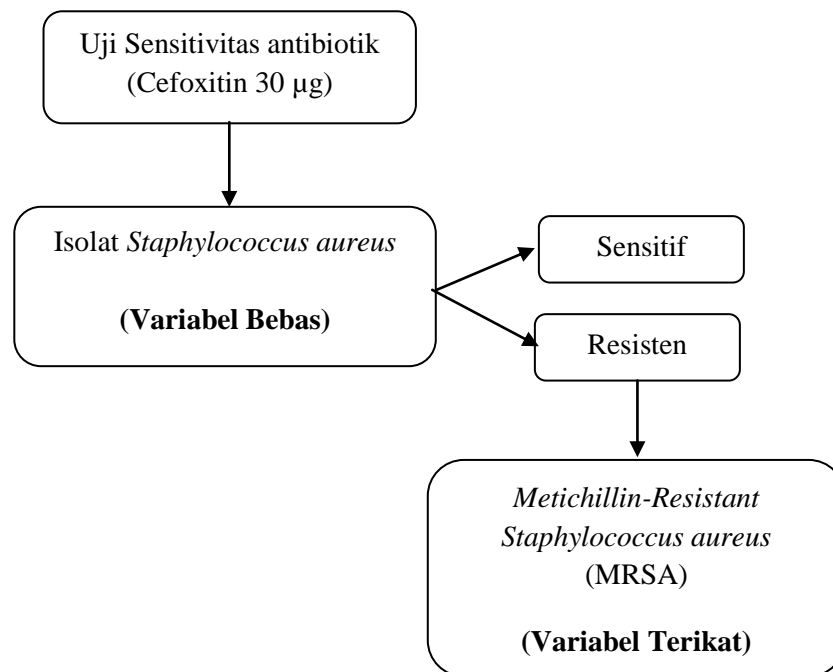 Uji Sensitivitas antibiotik
(Cefoxitin 30 µg)
Isolat Staphylococcus aureus
(Variabel Bebas)
Sensitif
Resisten
Metichillin-Resistant
Staphylococcus aureus
(MRSA)
(Variabel Terikat)